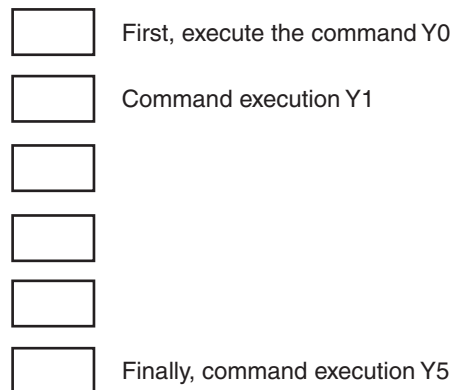 First, execute the command Y0
Command execution Y1
Finally, command execution Y5